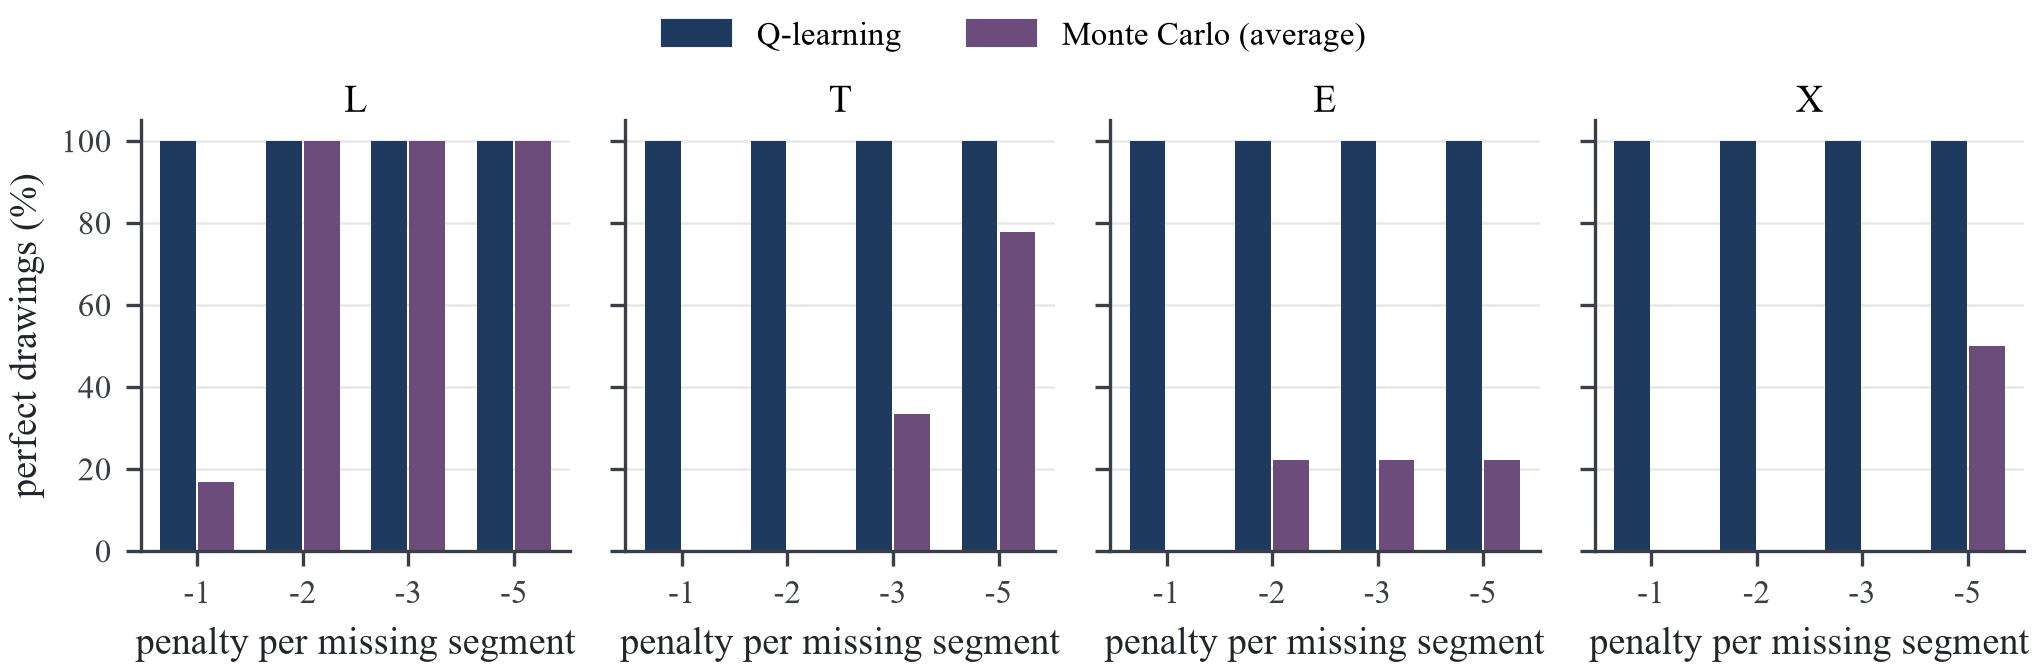 Q-learning Monte Carlo (average)
L T E X
perfect drawings (%)
100
80
60
40
20
0
-1 -2 -3 -5 -1 -2 -3 -5 -1 -2 -3 -5 -1 -2 -3 -5
penalty per missing segment penalty per missing segment penalty per missing segment penalty per missing segment